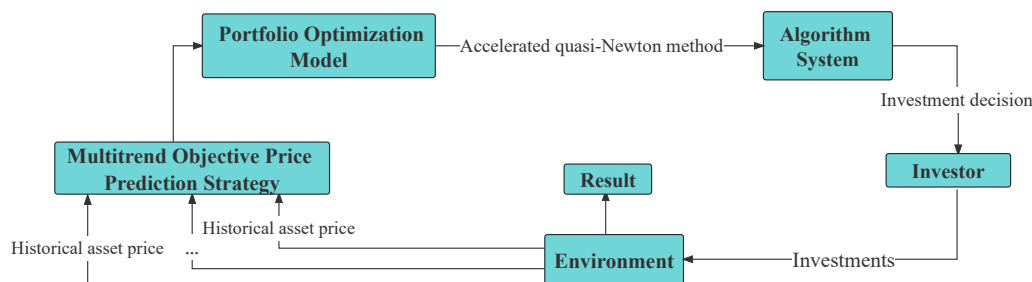 Portfolio Optimization
Model
Accelerated quasi-Newton method
Algorithm
System
Investment decision
Multitrend Objective Price
Prediction Strategy
Result
Investor
Historical asset price
...
Historical asset price
Environment
Investments